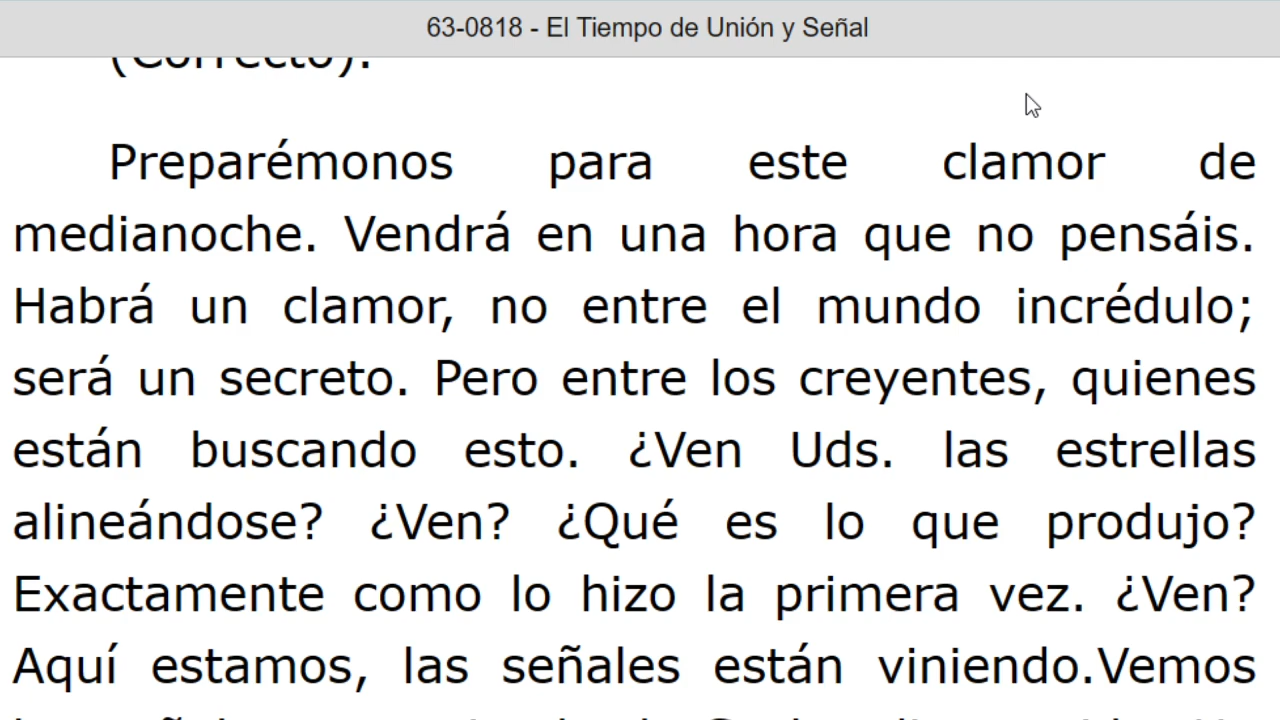 63-0818 - El Tiempo de Unión y Señal
(Correcto).
Preparémonos para este clamor de
medianoche. Vendrá en una hora que no pensáis.
Habrá un clamor, no entre el mundo incrédulo;
será un secreto. Pero entre los creyentes, quienes
están buscando esto. ¿Ven Uds. las estrellas
alineándose? ¿Ven? ¿Qué es lo que produjo?
Exactamente como lo hizo la primera vez. ¿Ven?
Aquí estamos, las señales están viniendo.Vemos